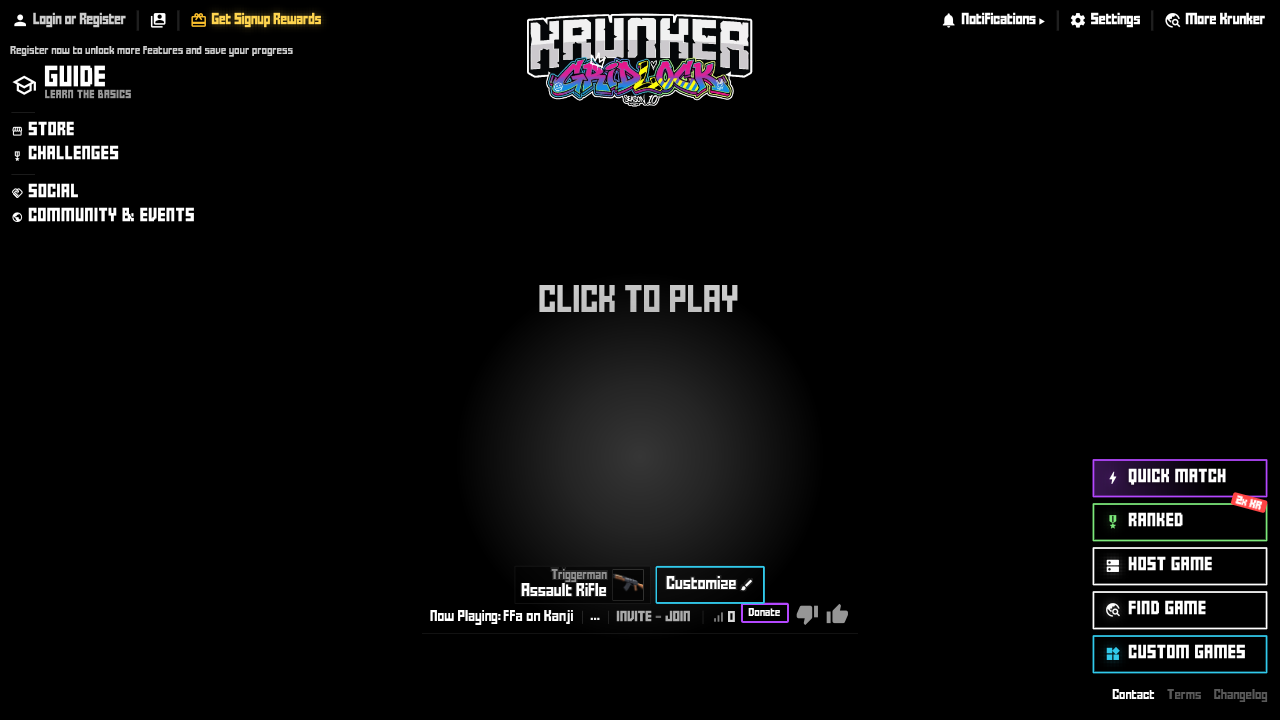 Login or Register
Get Signup Rewards
Register now to unlock more features and save your progress
GUIDE
LEARN THE BASICS
STORE
CHALLENGES
SOCIAL
COMMUNITY & EVENTS
KRUNKER
GRIDLOCK
SEASON 10
Notifications ▸
Settings
More Krunker
CLICK TO PLAY
Triggerman
Assault Rifle
Customize
Now Playing: FFa on Kanji
...
INVITE - JOIN
0
Donate
QUICK MATCH
2x KR
RANKED
HOST GAME
FIND GAME
CUSTOM GAMES
Contact
Terms
Changelog